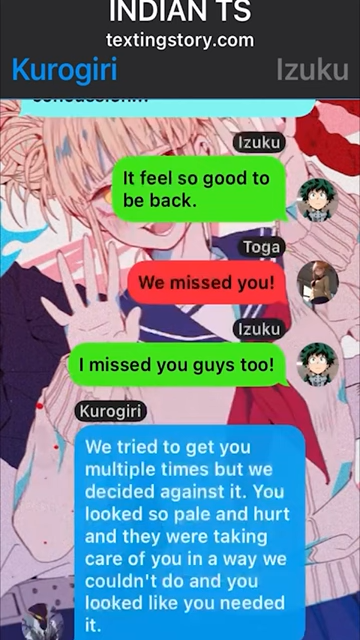 INDIAN TS
textingstory.com
Kurogiri
Izuku
Izuku
It feel so good to
be back.
Toga
We missed you!
Izuku
I missed you guys too!
Kurogiri
We tried to get you
multiple times but we
decided against it. You
looked so pale and hurt
and they were taking
care of you in a way we
couldn't do and you
looked like you needed
it.